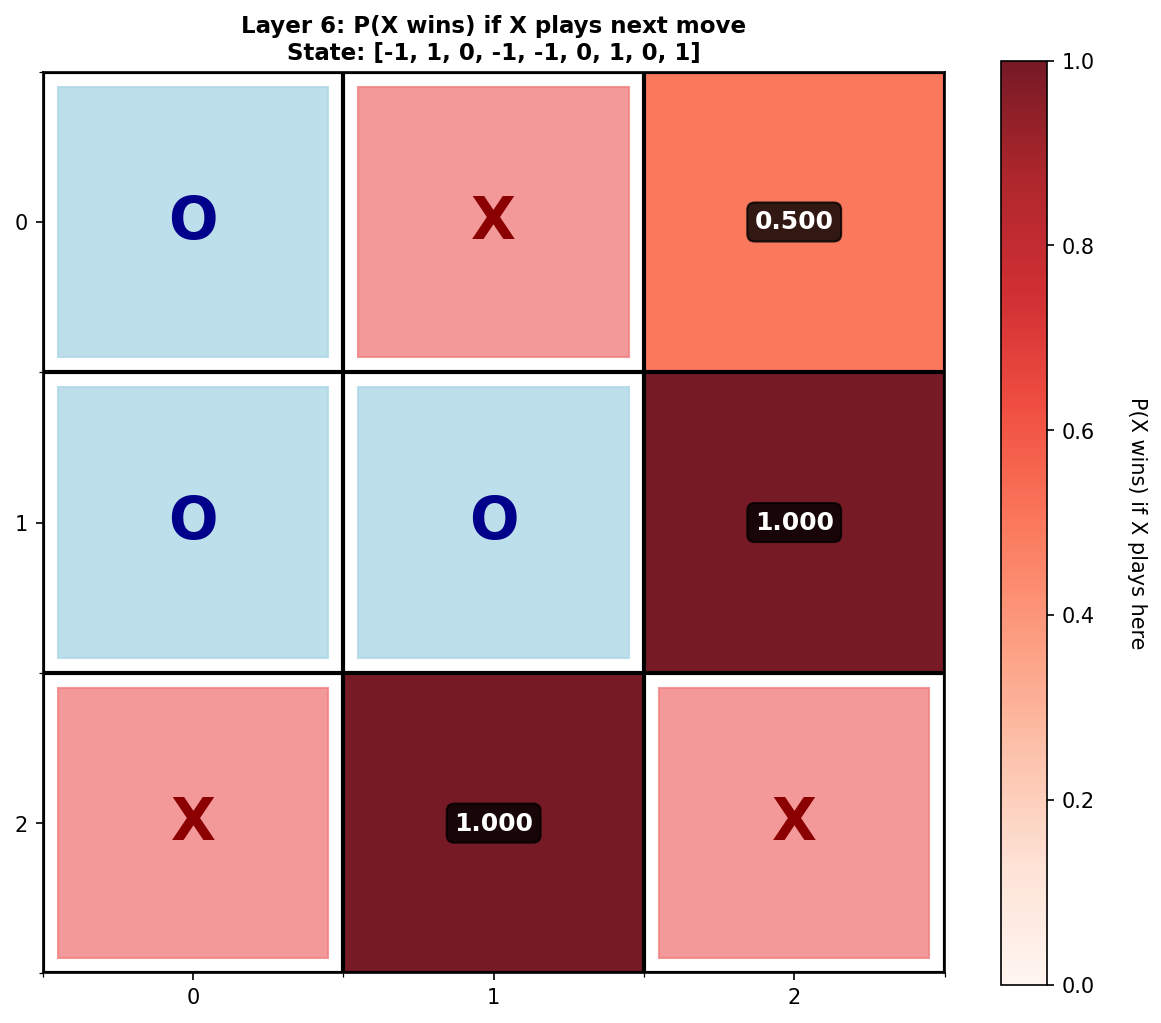 Layer 6: P(X wins) if X plays next move
State: [-1, 1, 0, -1, -1, 0, 1, 0, 1]
0
O
X
0.500
1
O
O
1.000
2
X
1.000
X
0
1
2
1.0
0.8
0.6
0.4
0.2
0.0
P(X wins) if X plays here